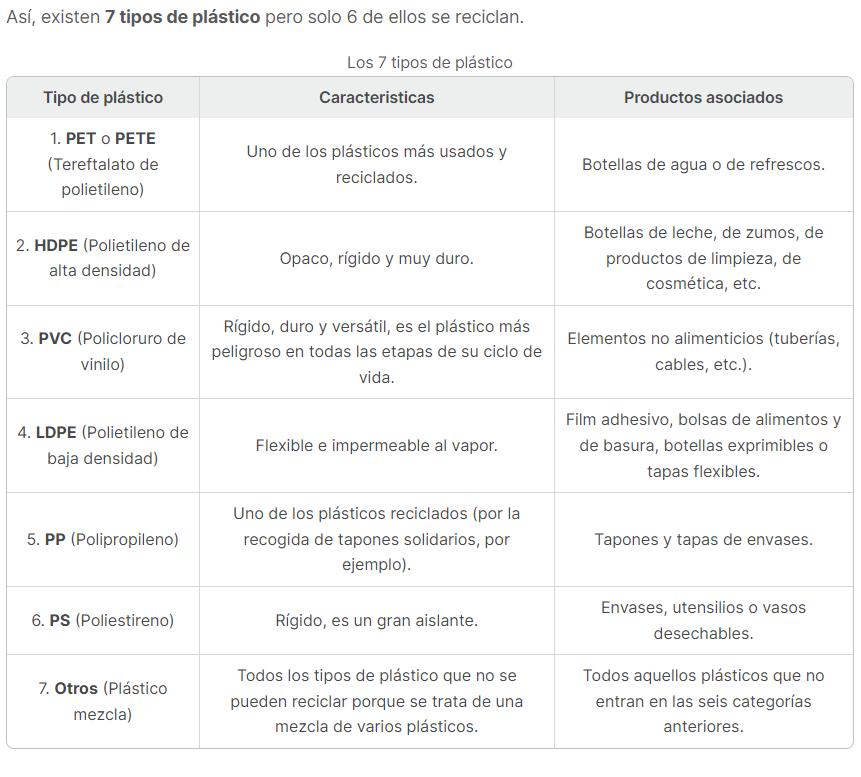 Así, existen 7 tipos de plástico pero solo 6 de ellos se reciclan.
Los 7 tipos de plástico
Tipo de plástico
Caracteristicas
Productos asociados
1. PET o PETE
(Tereftalato de
polietileno)
Uno de los plásticos más usados y
reciclados.
Botellas de agua o de refrescos.
2. HDPE (Polietileno de
alta densidad)
Opaco, rígido y muy duro.
Botellas de leche, de zumos, de
productos de limpieza, de
cosmética, etc.
3. PVC (Policloruro de
vinilo)
Rígido, duro y versátil, es el plástico más
peligroso en todas las etapas de su ciclo de
vida.
Elementos no alimenticios (tuberías,
cables, etc.).
4. LDPE (Polietileno de
baja densidad)
Flexible e impermeable al vapor.
Film adhesivo, bolsas de alimentos y
de basura, botellas exprimibles o
tapas flexibles.
5. PP (Polipropileno)
Uno de los plásticos reciclados (por la
recogida de tapones solidarios, por
ejemplo).
Tapones y tapas de envases.
6. PS (Poliestireno)
Rígido, es un gran aislante.
Envases, utensilios o vasos
desechables.
7. Otros (Plástico
mezcla)
Todos los tipos de plástico que no se
pueden reciclar porque se trata de una
mezcla de varios plásticos.
Todos aquellos plásticos que no
entran en las seis categorías
anteriores.